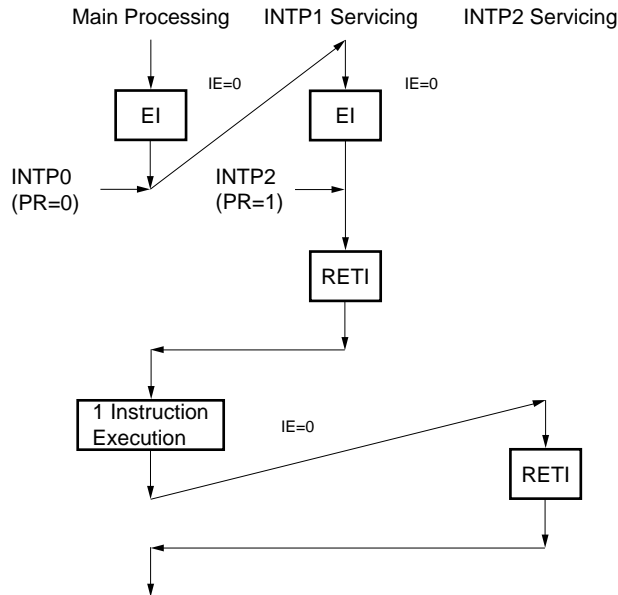 Main Processing INTP1 Servicing INTP2 Servicing
IE=0 IE=0
EI EI
INTP0 INTP2
(PR=0) (PR=1)
RETI
1 Instruction
Execution
IE=0
RETI